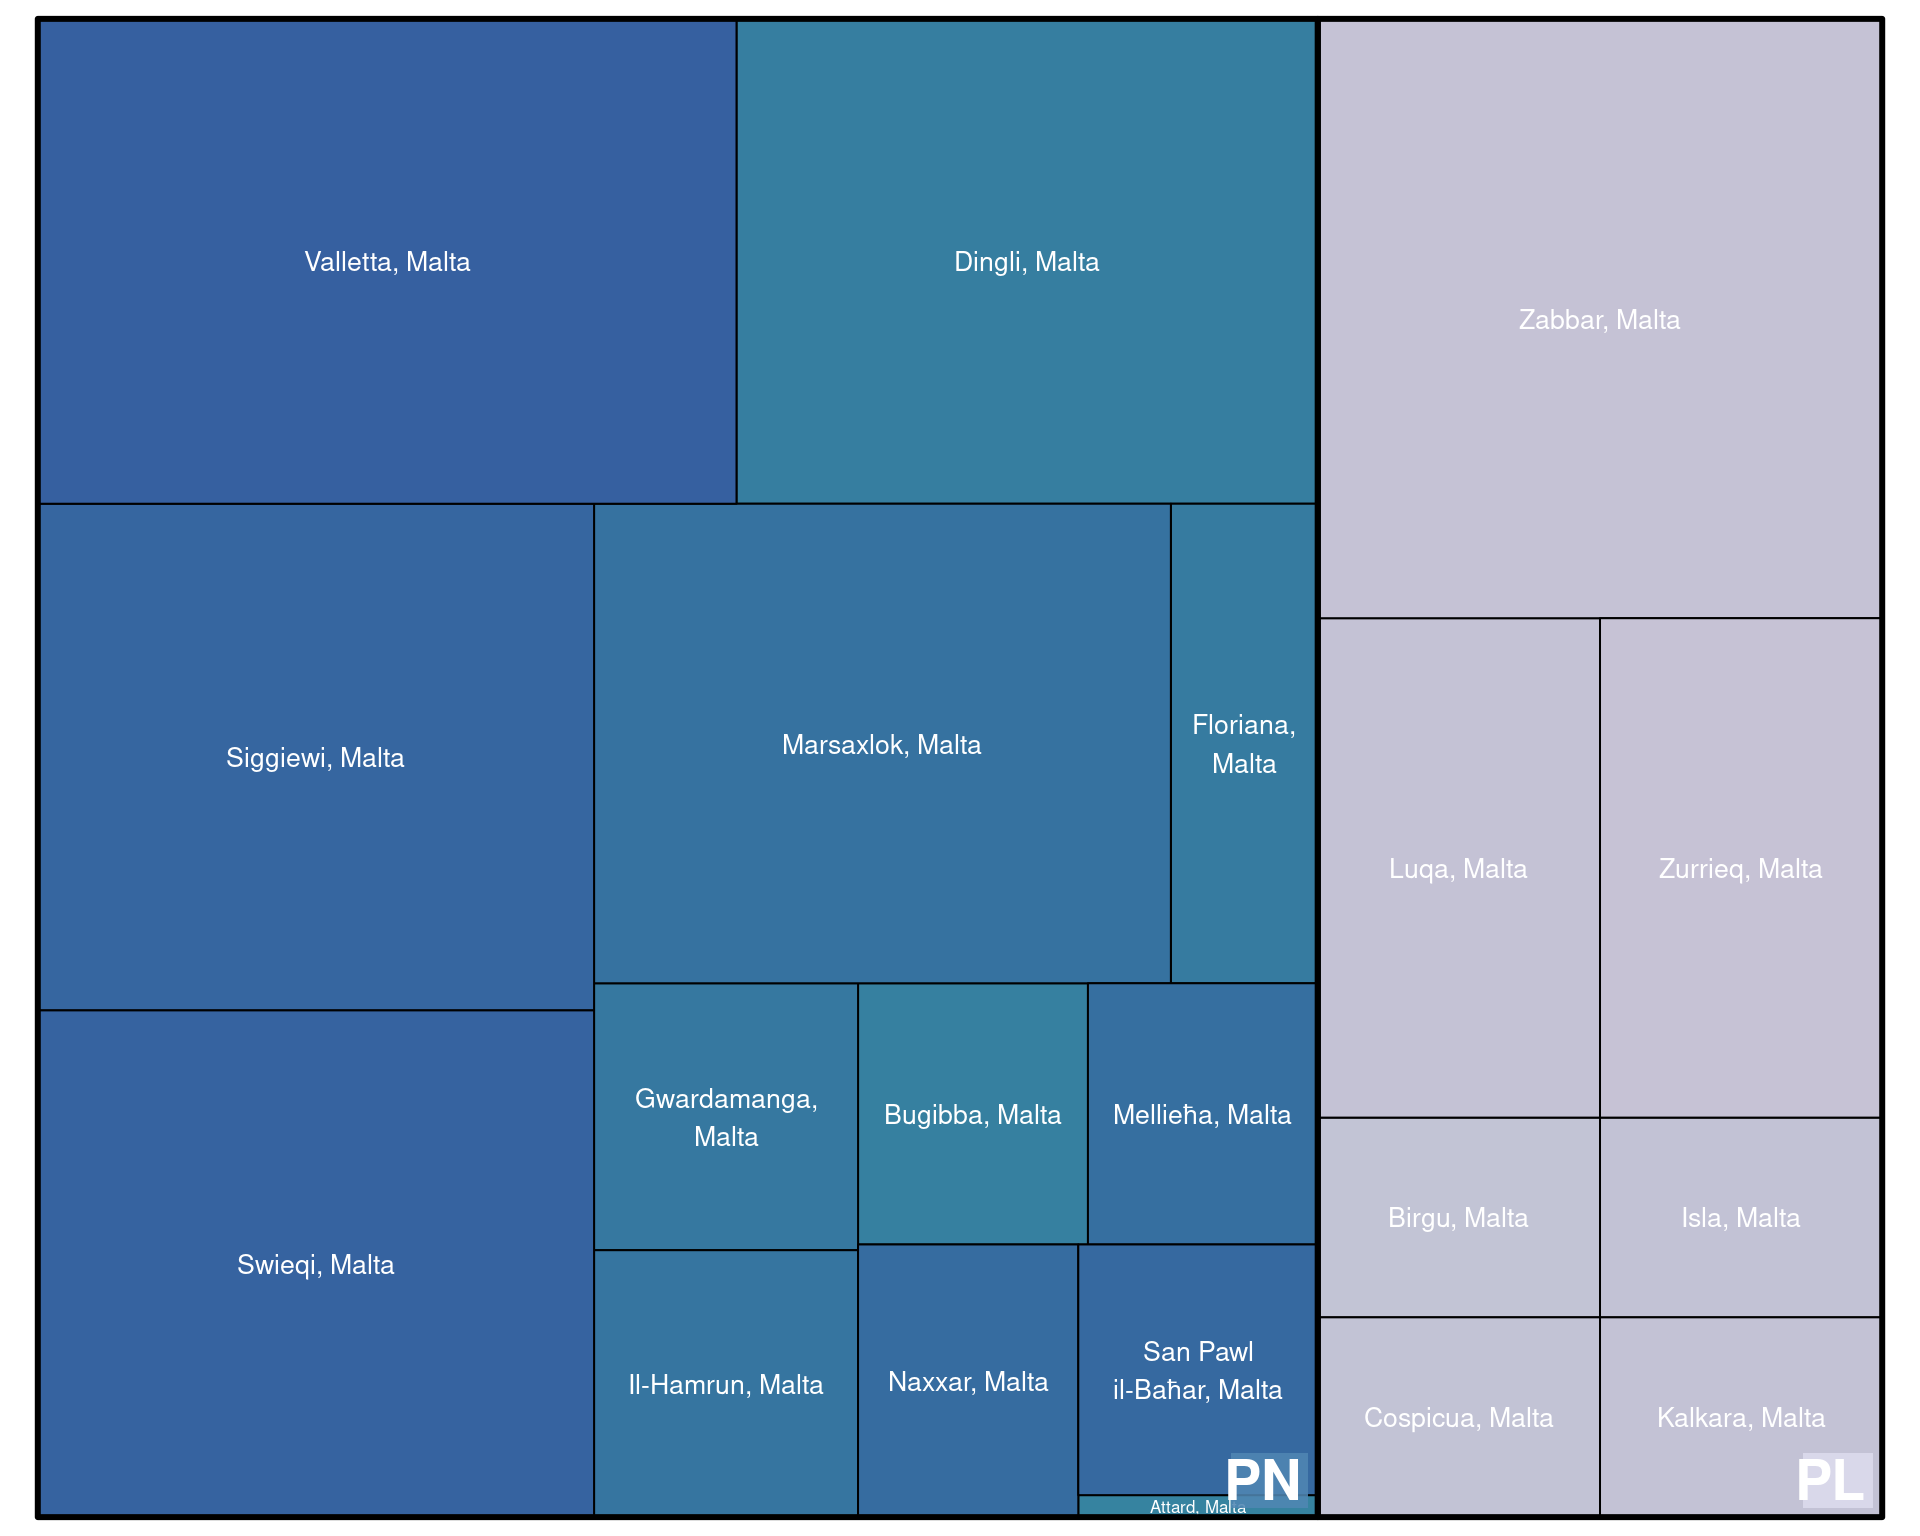 Valletta, Malta
Dingli, Malta
Zabbar, Malta
Siggiewi, Malta
Marsaxlok, Malta
Floriana,
Malta
Luqa, Malta
Zurrieq, Malta
Gwardamanga,
Malta
Bugibba, Malta
Mellieħa, Malta
Birgu, Malta
Isla, Malta
Swieqi, Malta
Il-Hamrun, Malta
Naxxar, Malta
San Pawl
il-Baħar, Malta
Cospicua, Malta
Kalkara, Malta
PN
PL
Attard, Malta